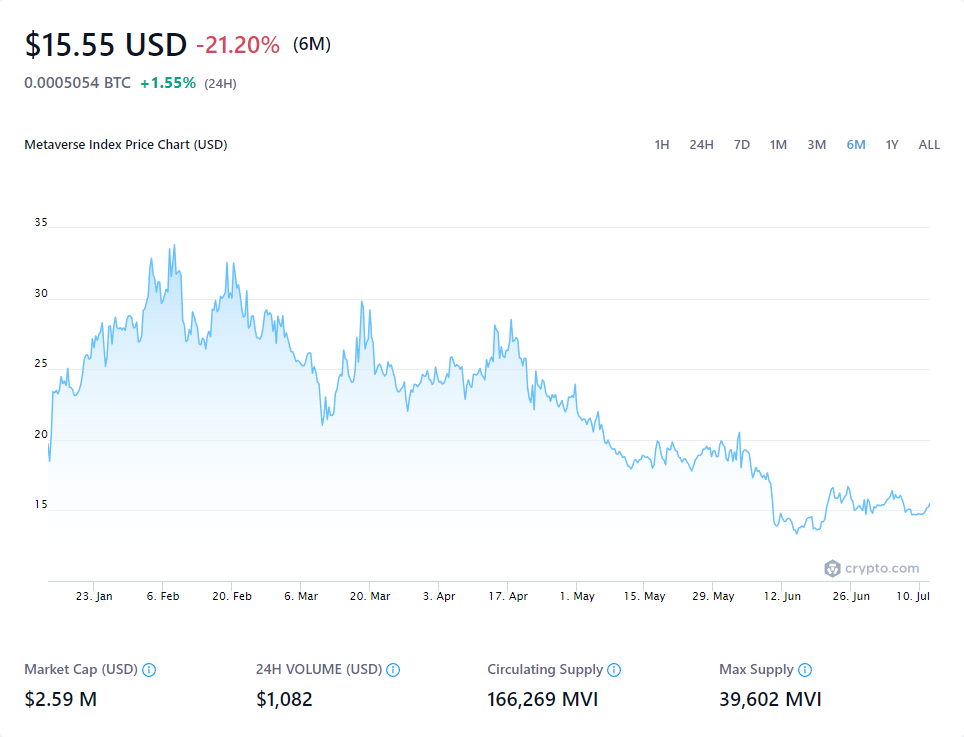 $15.55 USD -21.20% (6M)
0.0005054 BTC +1.55% (24H)
Metaverse Index Price Chart (USD) 1H 24H 7D 1M 3M 6M 1Y ALL
35
30
25
20
15
crypto.com
23. Jan 6. Feb 20. Feb 6. Mar 20. Mar 3. Apr 17. Apr 1. May 15. May 29. May 12. Jun 26. Jun 10. Jul
Market Cap (USD) 24H VOLUME (USD) Circulating Supply Max Supply
$2.59 M $1,082 166,269 MVI 39,602 MVI